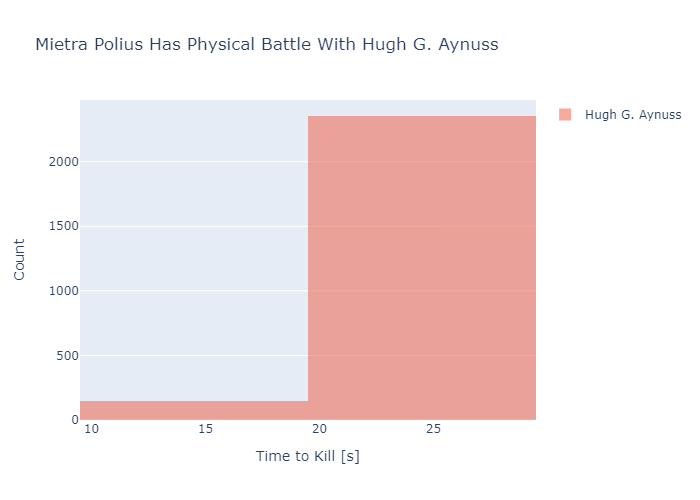 Mietra Polius Has Physical Battle With Hugh G. Aynuss
Hugh G. Aynuss
2000
1500
1000
500
0
Count
10
15
20
25
Time to Kill [s]